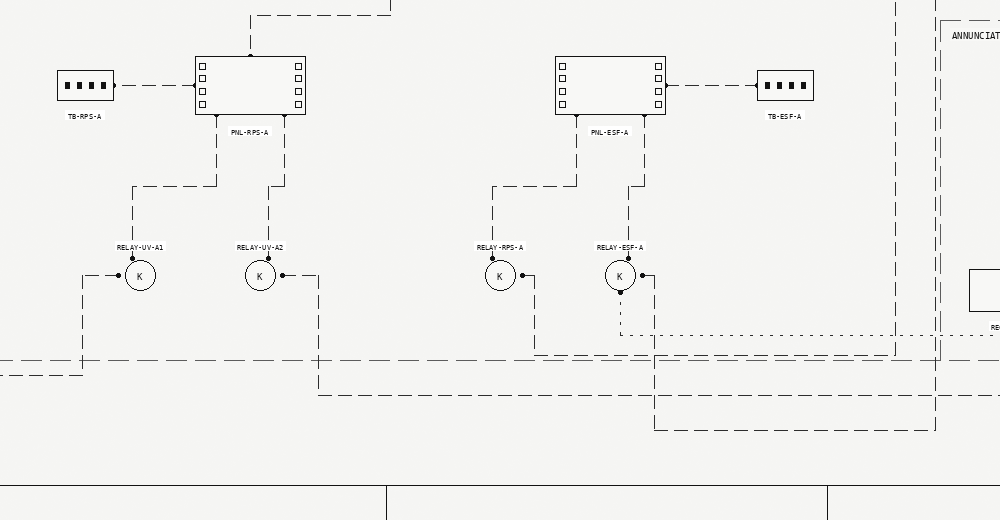 ANNUNCIAT
TB-RPS-A
PNL-RPS-A
PNL-ESF-A
TB-ESF-A
RELAY-UV-A1
RELAY-UV-A2
RELAY-RPS-A
RELAY-ESF-A
K
K
K
K
RE